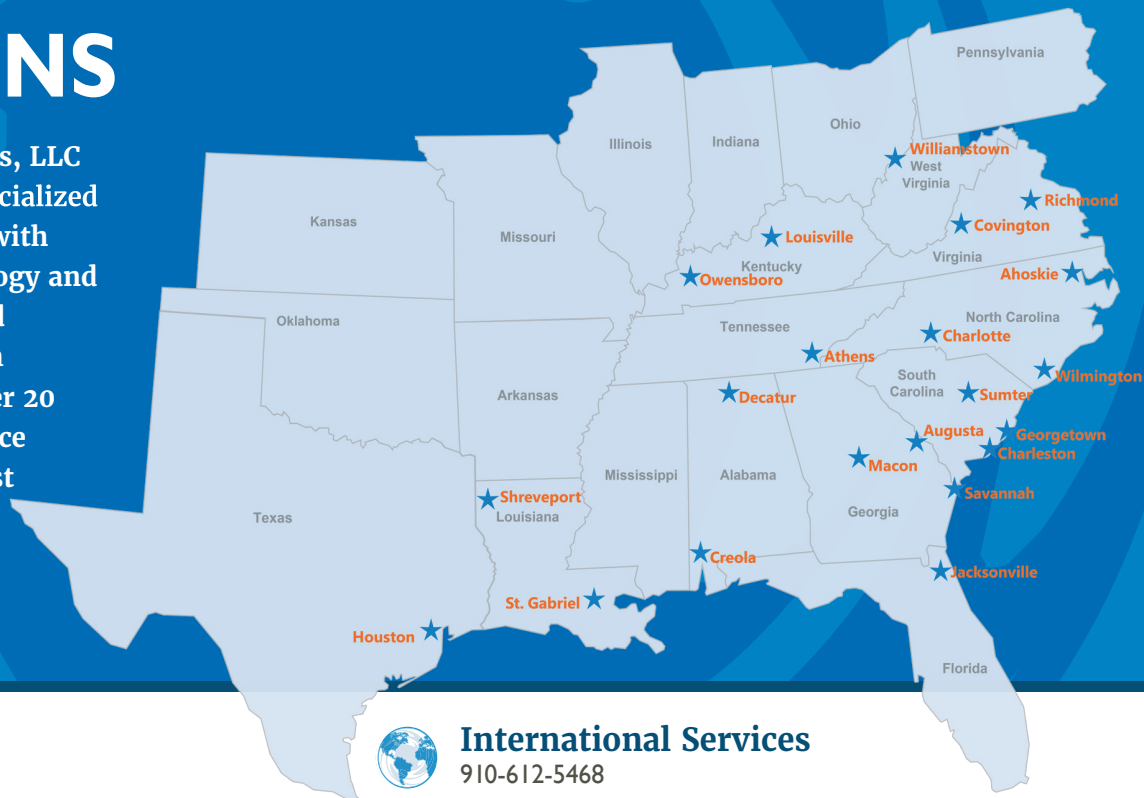 NS
s, LLC
cialized
with
ogy and
d
n
er 20
ce
st
Pennsylvania
Ohio
Illinois
Indiana
Williamstown
West
Virginia
Richmond
Kansas
Missouri
Louisville
Covington
Virginia
Kentucky
Owensboro
Ahoskie
Oklahoma
Tennessee
North Carolina
Charlotte
Athens
South
Carolina
Wilmington
Arkansas
Decatur
Sumter
Augusta
Georgetown
Charleston
Macon
Mississippi
Alabama
Shreveport
Louisiana
Savannah
Texas
Georgia
Creola
Jacksonville
St. Gabriel
Houston
Florida
International Services
910-612-5468